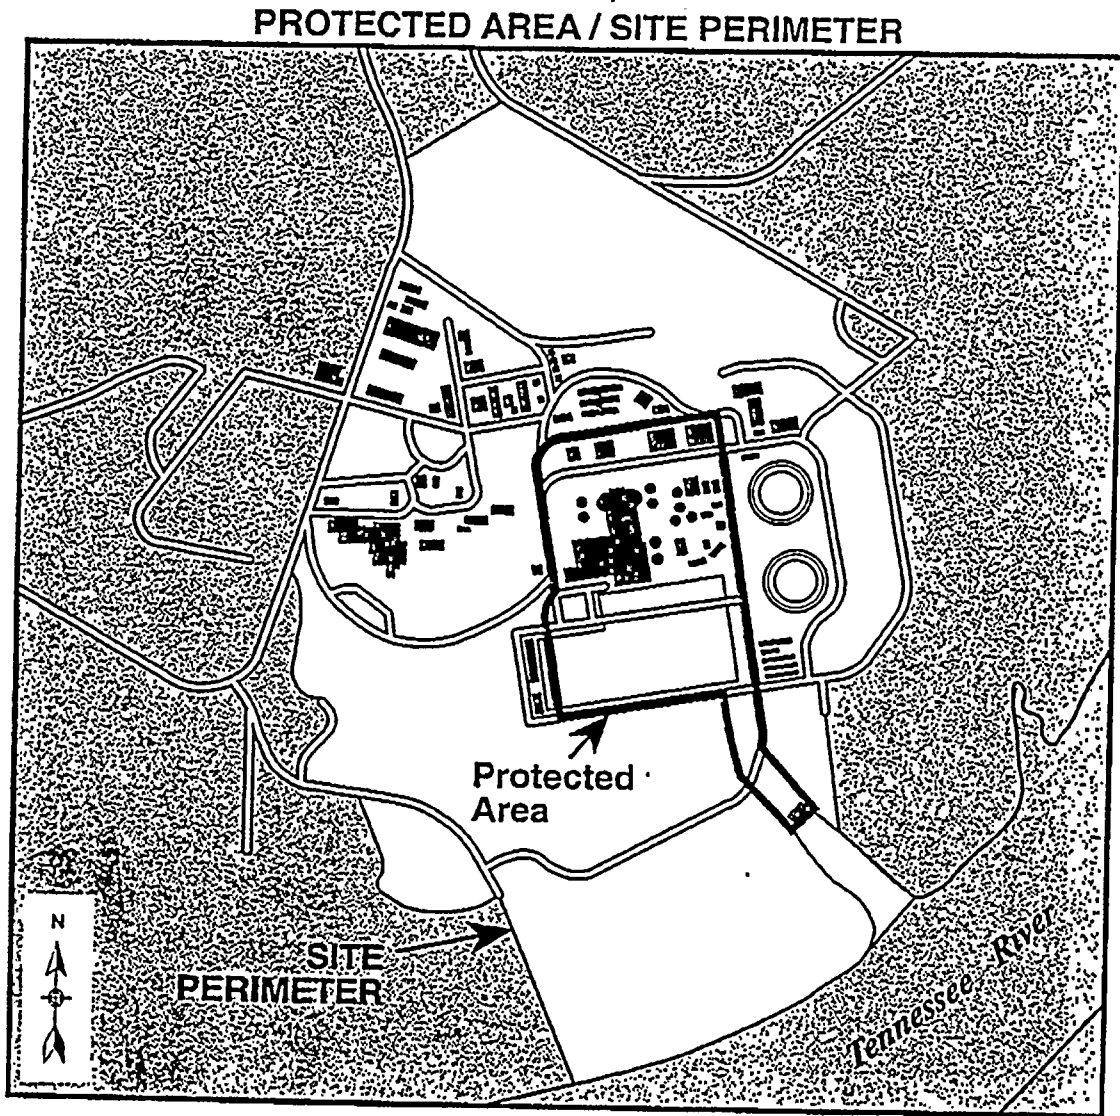 PROTECTED AREA / SITE PERIMETER
Protected
Area
N
SITE
PERIMETER
Tennessee River